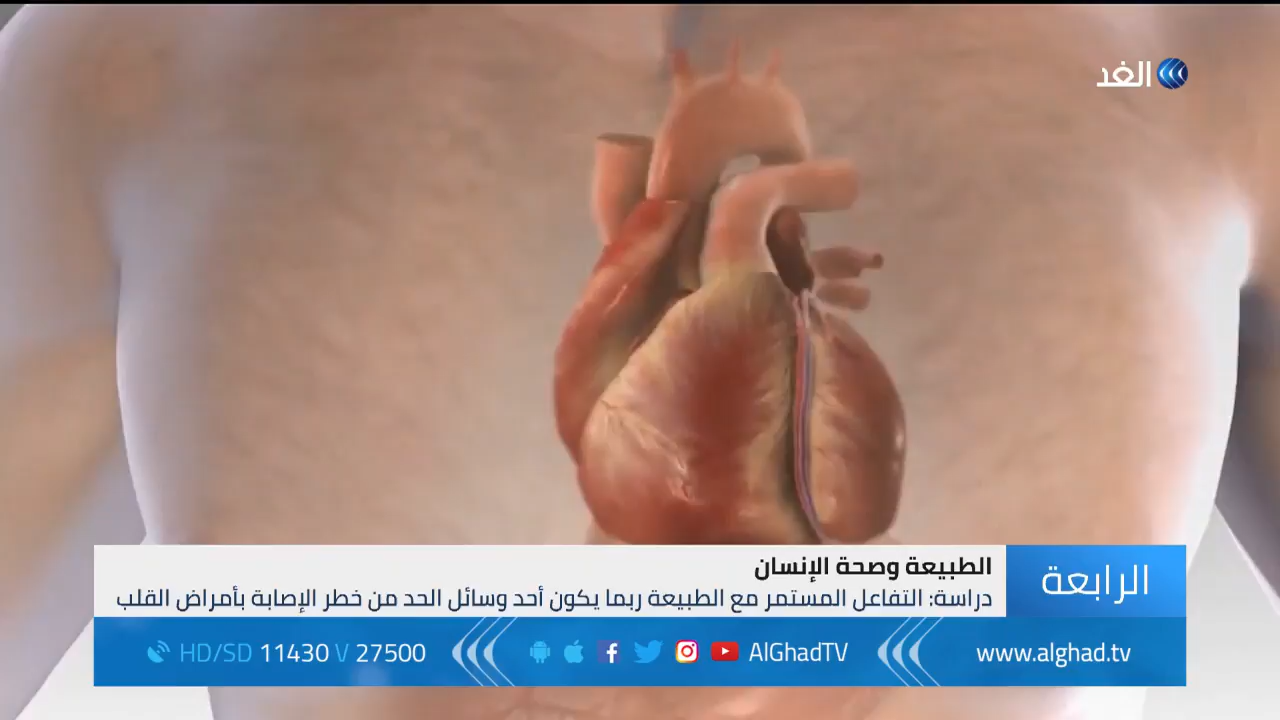 الغد
الطبيعة وصحة الإنسان
الرابعة
دراسة: التفاعل المستمر مع الطبيعة ربما يكون أحد وسائل الحد من خطر الإصابة بأمراض القلب
HD/SD 11430 V 27500
AlGhadTV
www.alghad.tv